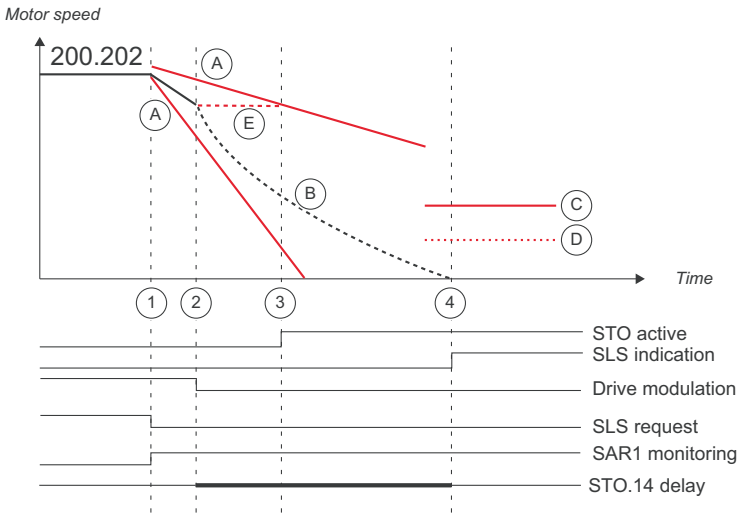 Motor speed
200.202
A
A
E
B
C
D
Time
1
2
3
4
STO active
SLS indication
Drive modulation
SLS request
SAR1 monitoring
STO.14 delay